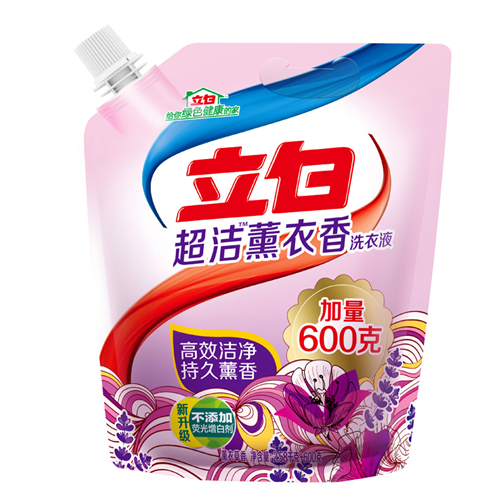 立白
给你绿色健康的家
立白
超洁™薰衣香洗衣液
加量
600克
高效洁净
持久薰香
新升级
不添加
荧光增白剂